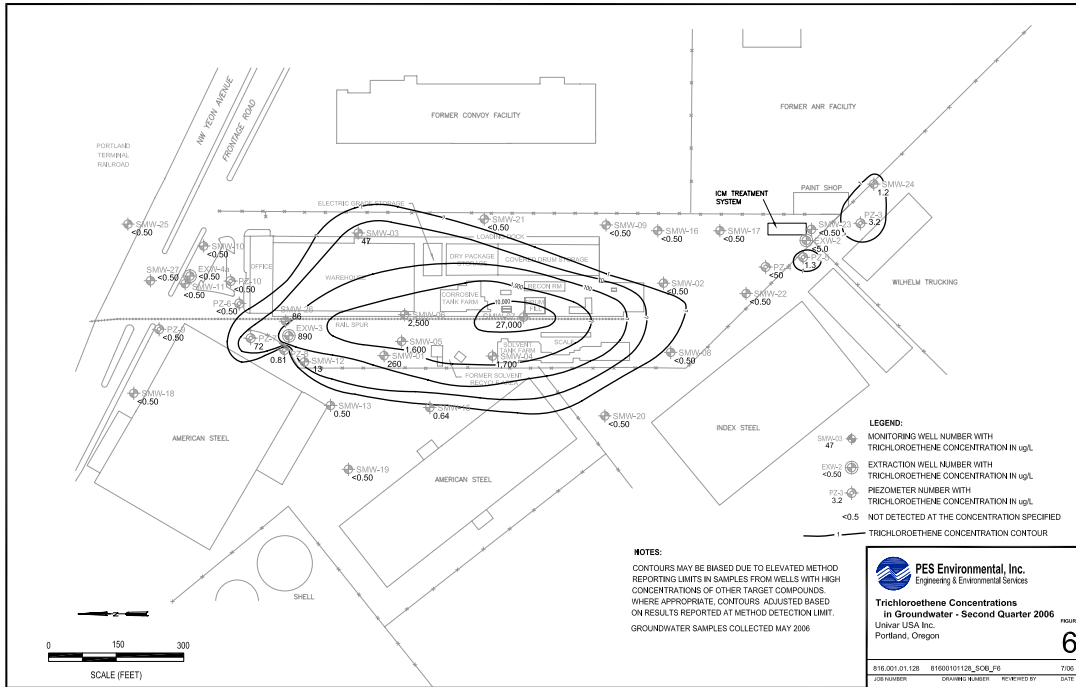 NW YEON AVENUE
FRONTAGE ROAD
PORTLAND
TERMINAL
RAILROAD
FORMER CONVOY FACILITY
FORMER ANR FACILITY
PAINT SHOP
ICM TREATMENT
SYSTEM
SMW-24
1.2
PZ-3
3.2
SMW-23
<0.50
EXW-2
<5.0
PZ-5
1.3
PZ-4
<50
SMW-22
<0.50
WILHELM TRUCKING
ELECTRIC GRADE STORAGE
SMW-25
<0.50
SMW-03
47
SMW-21
<0.50
LOADING DOCK
SMW-09
<0.50
SMW-16
<0.50
SMW-17
<0.50
SMW-10
<0.50
SMW-27
<0.50
EXW-4a
<0.50
SMW-11
<0.50
PZ-10
<0.50
PZ-6
<0.50
OFFICE
WAREHOUSE
DRY PACKAGE
STORAGE
COVERED DRUM STORAGE
CORROSIVE
TANK FARM
RECON RM
DRUM
FILL
1,000
100
10,000
SMW-02
<0.50
86
RAIL SPUR
2,500
27,000
SCALE
PZ-9
<0.50
72
EXW-3
890
0.81
SMW-12
13
SMW-05
1,600
SMW-01
260
SMW-04
1,700
SOLVENT
TANK FARM
SMW-08
<0.50
FORMER SOLVENT
RECYCLE AREA
SMW-18
<0.50
SMW-13
0.50
0.64
SMW-20
<0.50
SMW-19
<0.50
AMERICAN STEEL
AMERICAN STEEL
INDEX STEEL
SHELL
LEGEND:
SMW-03
47
MONITORING WELL NUMBER WITH
TRICHLOROETHENE CONCENTRATION IN ug/L
EXW-2
<0.50
EXTRACTION WELL NUMBER WITH
TRICHLOROETHENE CONCENTRATION IN ug/L
PZ-3
3.2
PIEZOMETER NUMBER WITH
TRICHLOROETHENE CONCENTRATION IN ug/L
<0.5 NOT DETECTED AT THE CONCENTRATION SPECIFIED
1 TRICHLOROETHENE CONCENTRATION CONTOUR
NOTES:
CONTOURS MAY BE BIASED DUE TO ELEVATED METHOD
REPORTING LIMITS IN SAMPLES FROM WELLS WITH HIGH
CONCENTRATIONS OF OTHER TARGET COMPOUNDS.
WHERE APPROPRIATE, CONTOURS ADJUSTED BASED
ON RESULTS REPORTED AT METHOD DETECTION LIMIT.
GROUNDWATER SAMPLES COLLECTED MAY 2006
N
0 150 300
SCALE (FEET)
PES Environmental, Inc.
Engineering & Environmental Services
Trichloroethene Concentrations
in Groundwater - Second Quarter 2006
Univar USA Inc.
Portland, Oregon
FIGURE
6
816.001.01.128 81600101128_SOB_F6 7/06
JOB NUMBER DRAWING NUMBER REVIEWED BY DATE